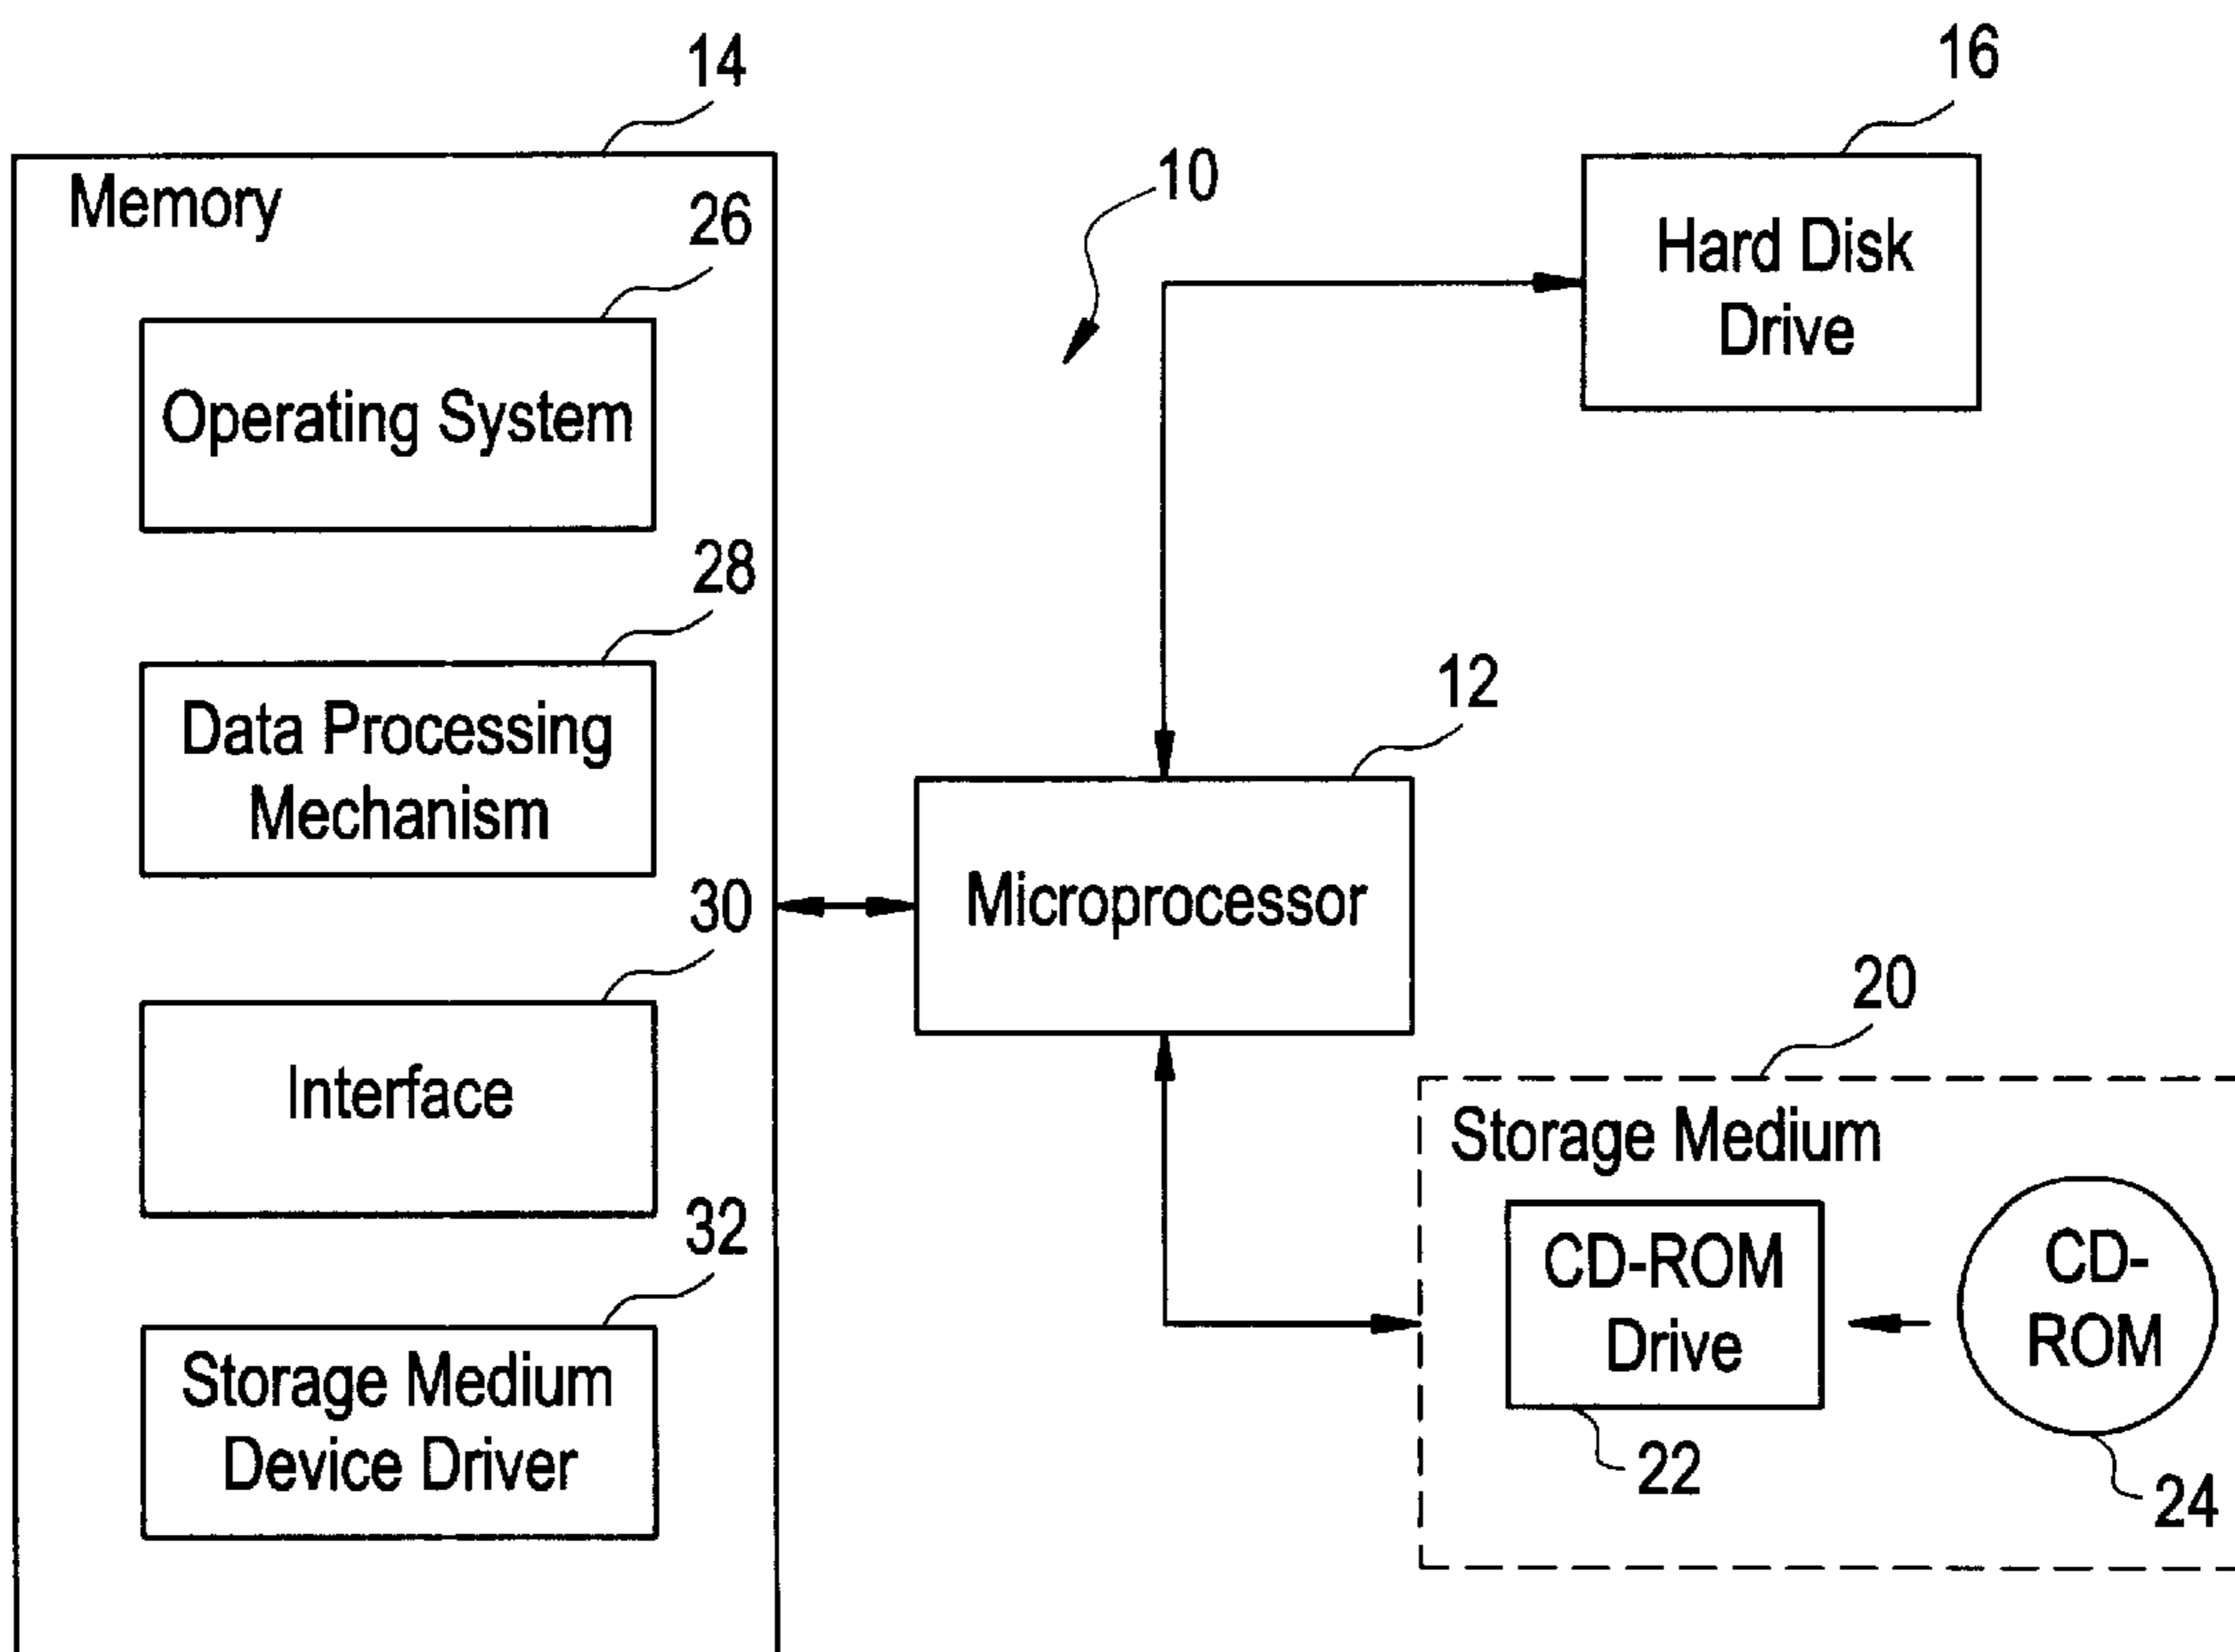 14
Memory
26
Operating System
28
Data Processing
Mechanism
30
Interface
32
Storage Medium
Device Driver
10
16
Hard Disk
Drive
12
Microprocessor
20
Storage Medium
CD-ROM
Drive
22
CD-
ROM
24